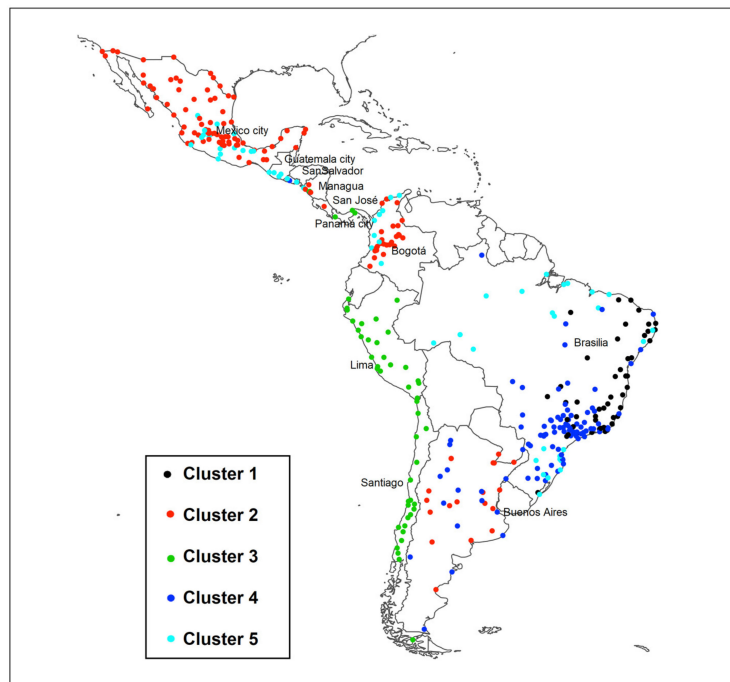 Mexico city
Guatemala city
SanSalvador
Managua
San José
Panamá city
Bogotá
Brasilia
Lima
Santiago
Buenos Aires
Cluster 1
Cluster 2
Cluster 3
Cluster 4
Cluster 5